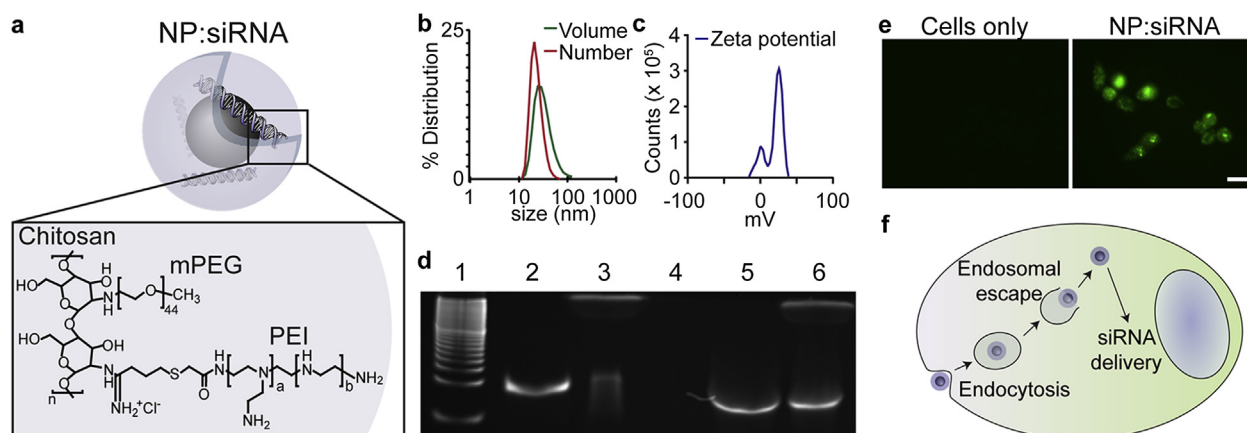 a
NP:siRNA
Chitosan
mPEG
HO
O
H
O
N
H
O
44
CH₃
O
HO
O
OH
PEI
O
n
N
H
NH₂⁺Cl⁻
S
O
H
N
N
a
H
N
b
NH₂
NH₂
b
25
% Distribution
0
Volume
Number
1 10 100 1000
size (nm)
c
4
3
2
1
0
Counts (x 10⁵)
Zeta potential
-100 0 100
mV
d
1 2 3 4 5 6
e
Cells only NP:siRNA
f
Endosomal
escape
siRNA
delivery
Endocytosis